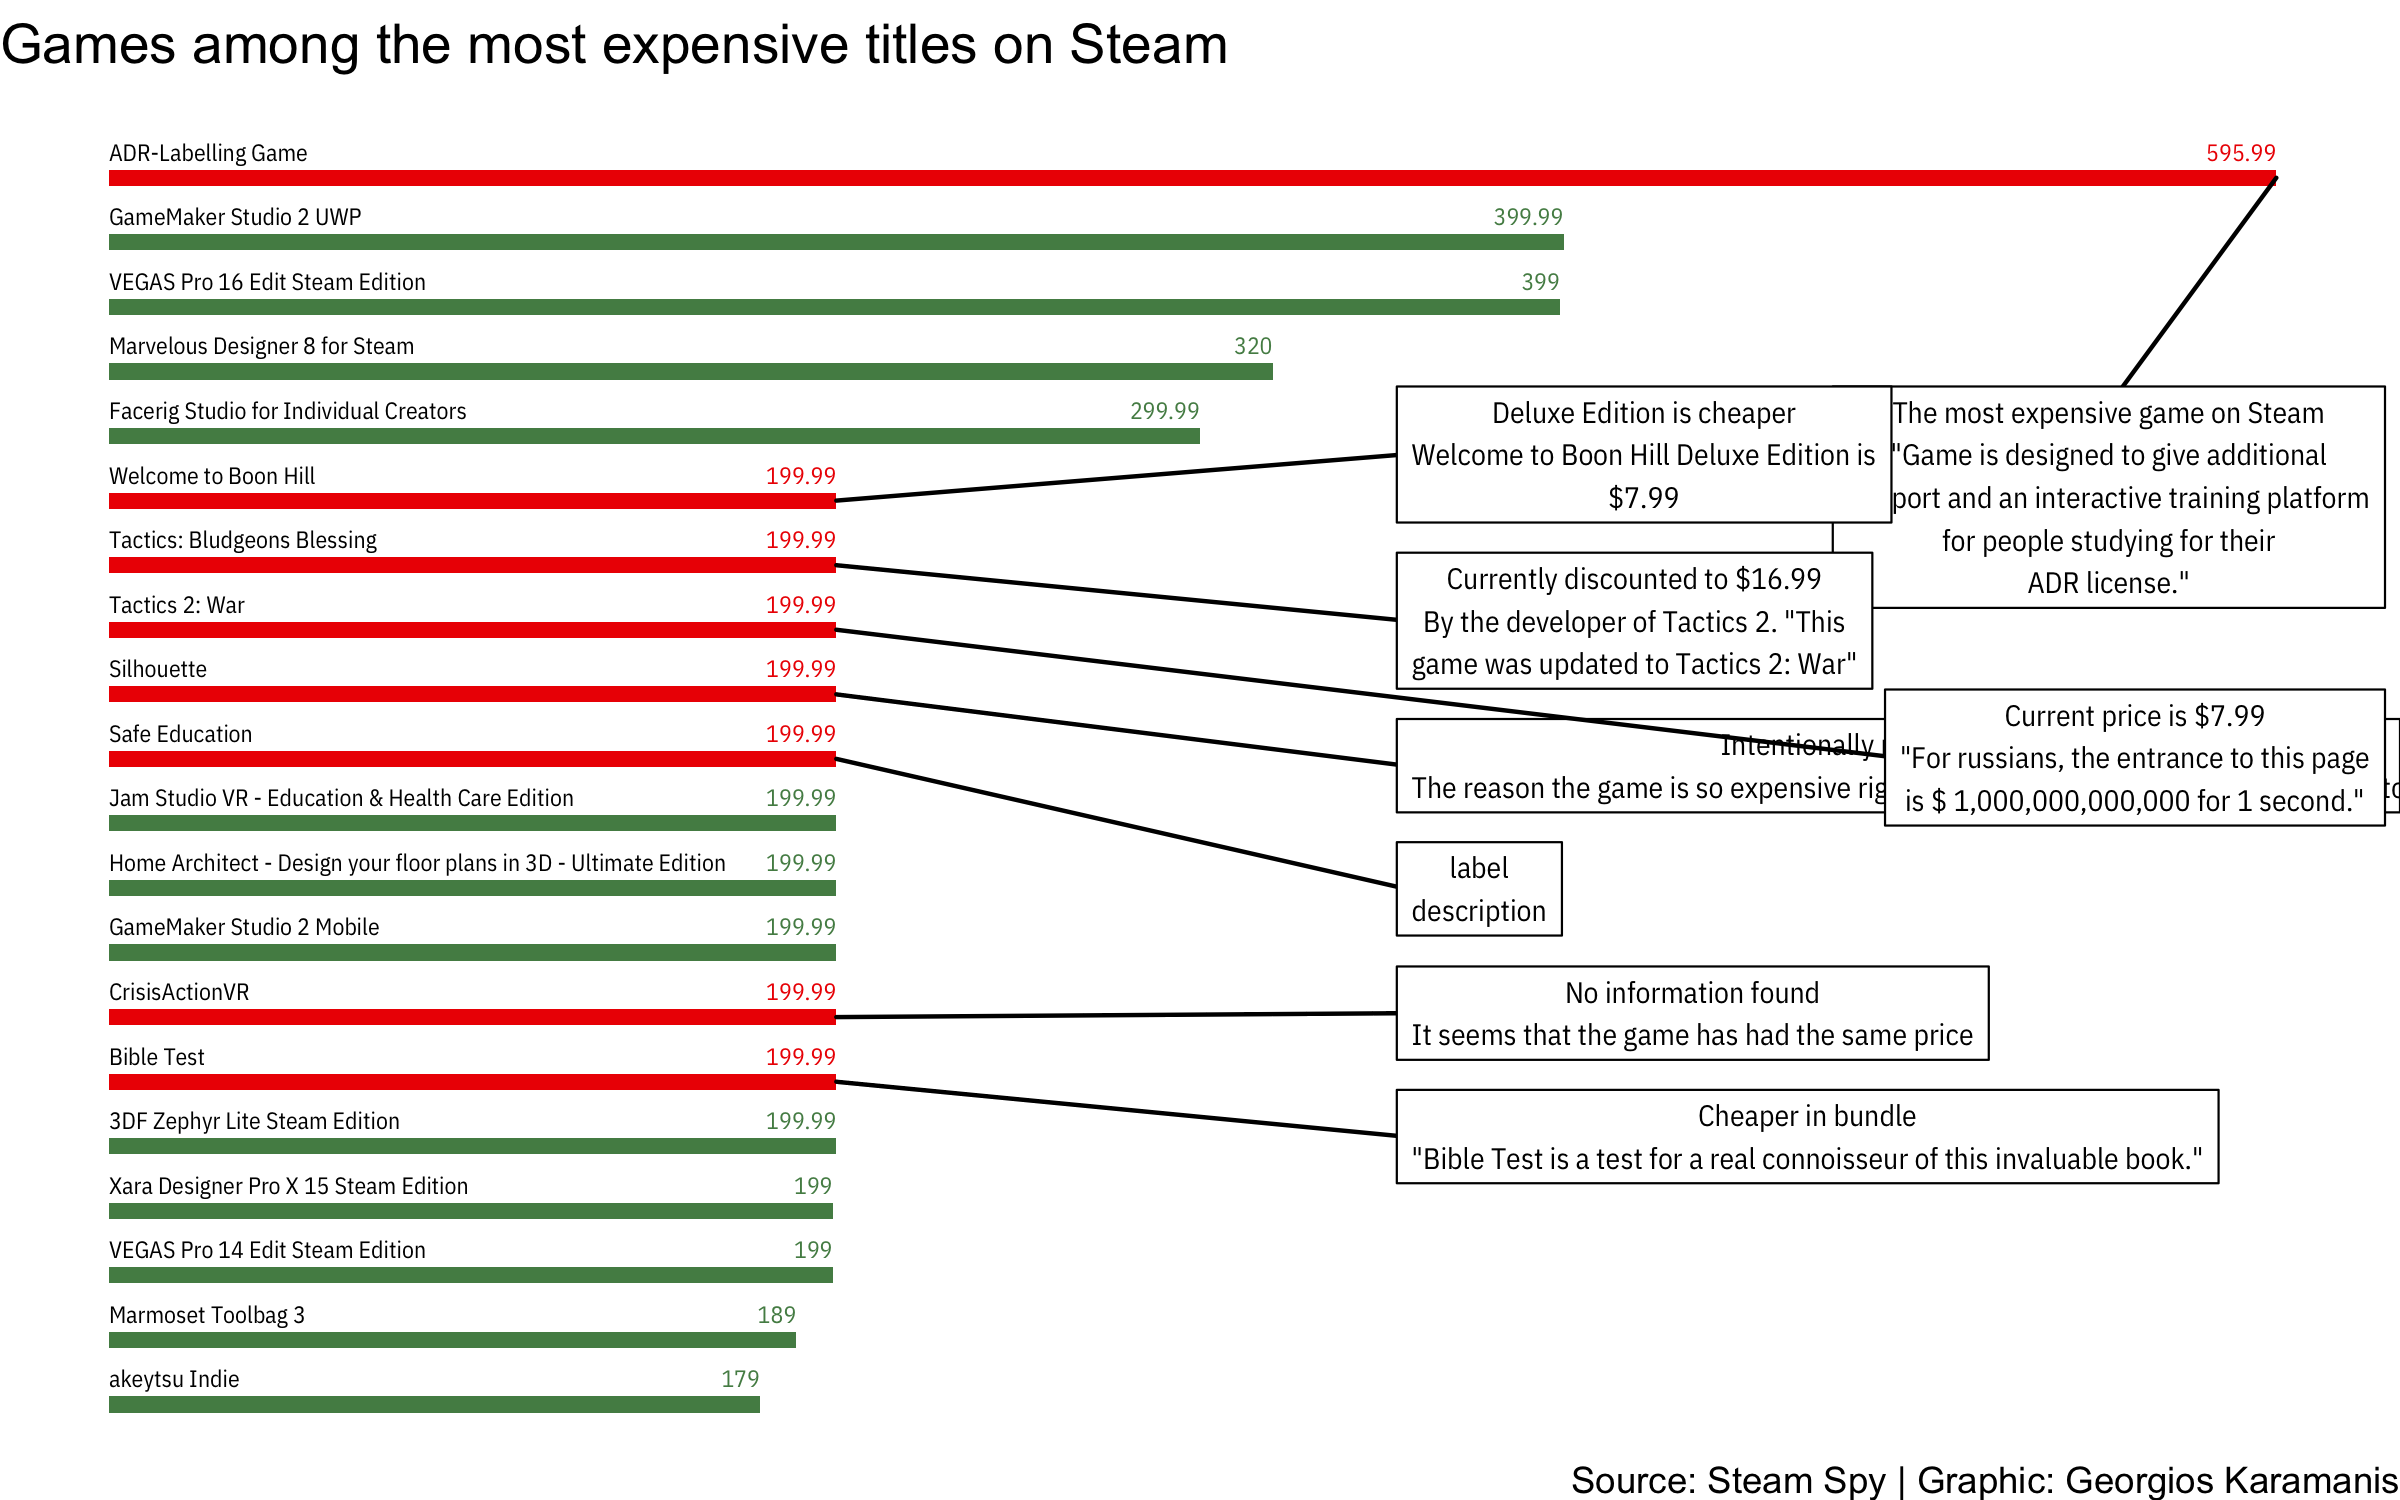 Games among the most expensive titles on Steam
ADR-Labelling Game
595.99
GameMaker Studio 2 UWP
399.99
VEGAS Pro 16 Edit Steam Edition
399
Marvelous Designer 8 for Steam
320
Facerig Studio for Individual Creators
299.99
Welcome to Boon Hill
199.99
Tactics: Bludgeons Blessing
199.99
Tactics 2: War
199.99
Silhouette
199.99
Safe Education
199.99
Jam Studio VR - Education & Health Care Edition
199.99
Home Architect - Design your floor plans in 3D - Ultimate Edition
199.99
GameMaker Studio 2 Mobile
199.99
CrisisActionVR
199.99
Bible Test
199.99
3DF Zephyr Lite Steam Edition
199.99
Xara Designer Pro X 15 Steam Edition
199
VEGAS Pro 14 Edit Steam Edition
199
Marmoset Toolbag 3
189
akeytsu Indie
179
Deluxe Edition is cheaper
Welcome to Boon Hill Deluxe Edition is
$7.99
The most expensive game on Steam
"Game is designed to give additional
port and an interactive training platform
for people studying for their
ADR license."
Currently discounted to $16.99
By the developer of Tactics 2. "This
game was updated to Tactics 2: War"
Intentionally
The reason the game is so expensive
Current price is $7.99
"For russians, the entrance to this page
is $ 1,000,000,000,000 for 1 second."
label
description
No information found
It seems that the game has had the same price
Cheaper in bundle
"Bible Test is a test for a real connoisseur of this invaluable book."
Source: Steam Spy | Graphic: Georgios Karamanis